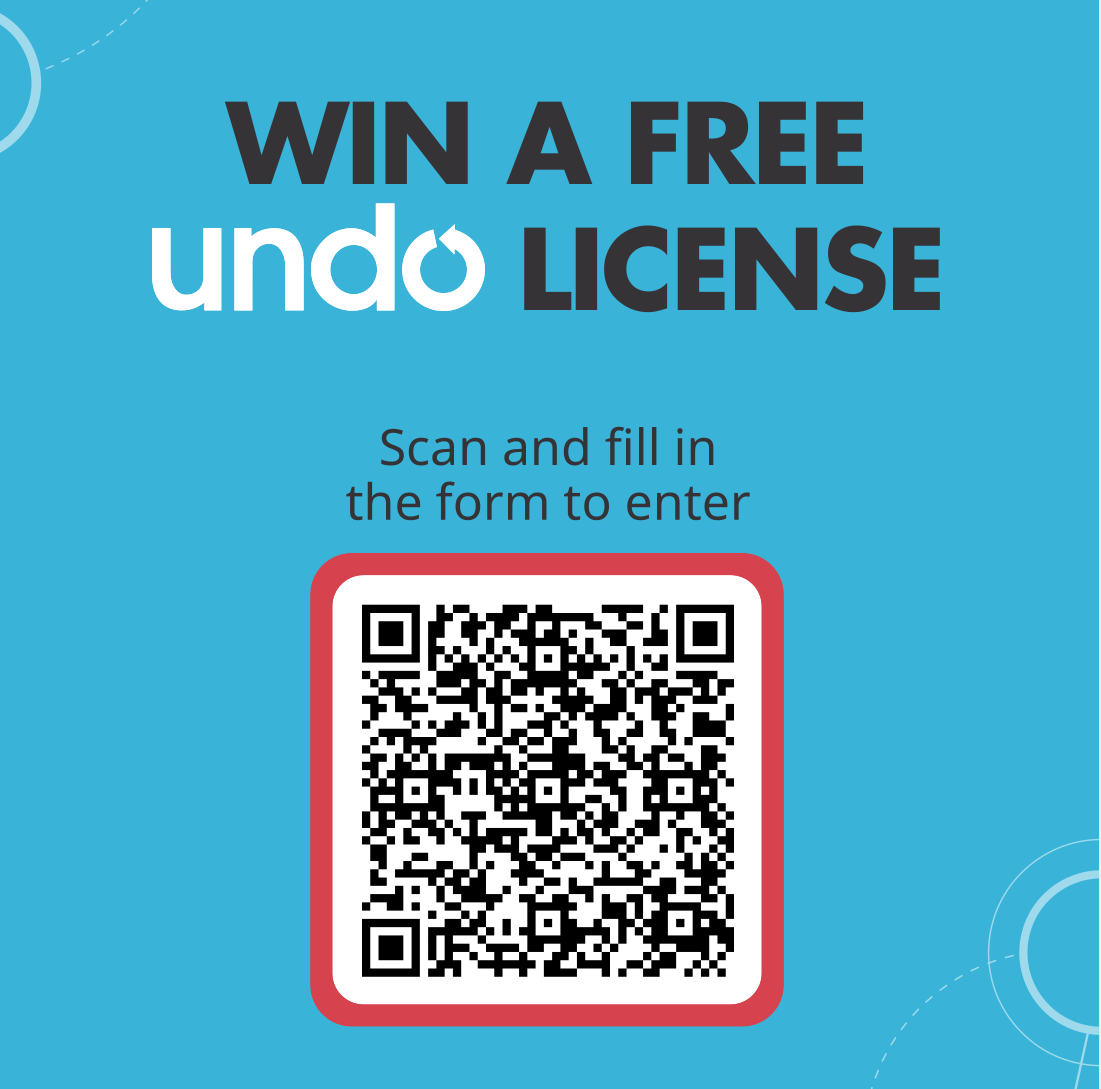 WIN A FREE
undo LICENSE
Scan and fill in
the form to enter